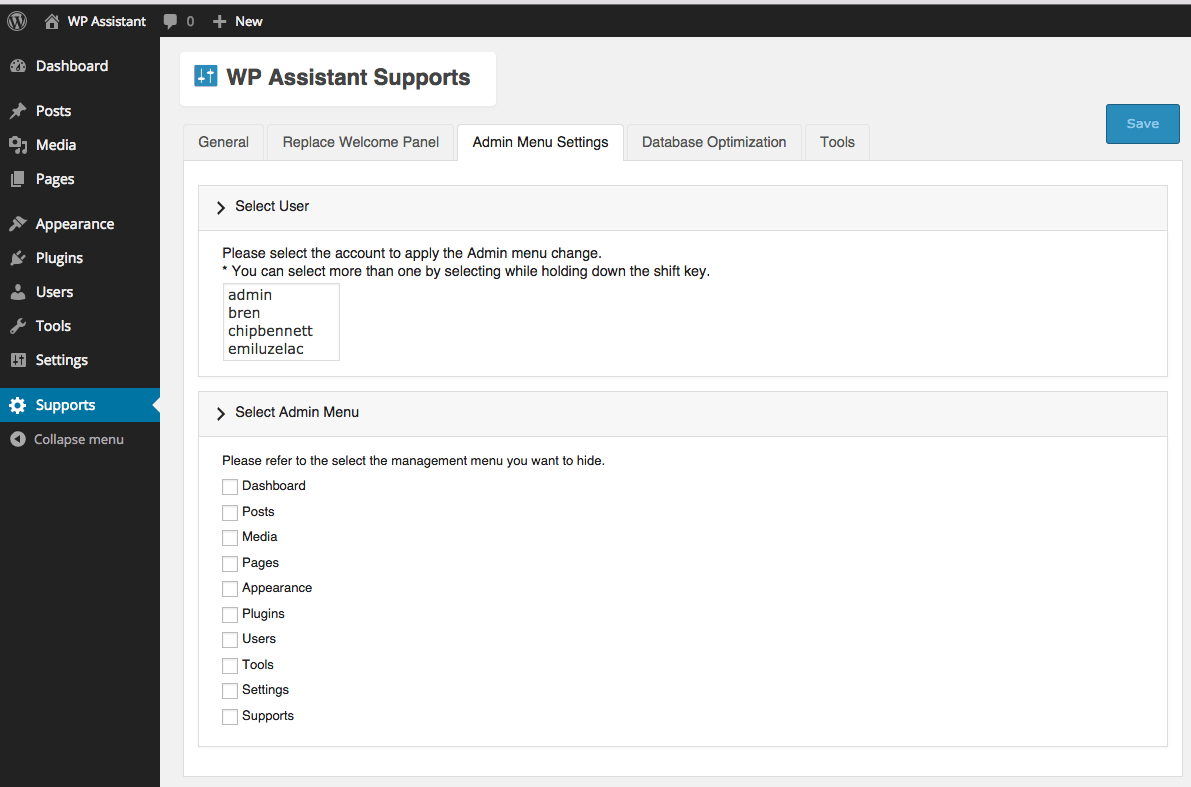 WP Assistant 0 New
Dashboard
Posts
Media
Pages
Appearance
Plugins
Users
Tools
Settings
Supports
Collapse menu
WP Assistant Supports
General Replace Welcome Panel Admin Menu Settings Database Optimization Tools
Save
Select User
Please select the account to apply the Admin menu change.
* You can select more than one by selecting while holding down the shift key.
admin
bren
chipbennett
emiluzelac
Select Admin Menu
Please refer to the select the management menu you want to hide.
Dashboard
Posts
Media
Pages
Appearance
Plugins
Users
Tools
Settings
Supports